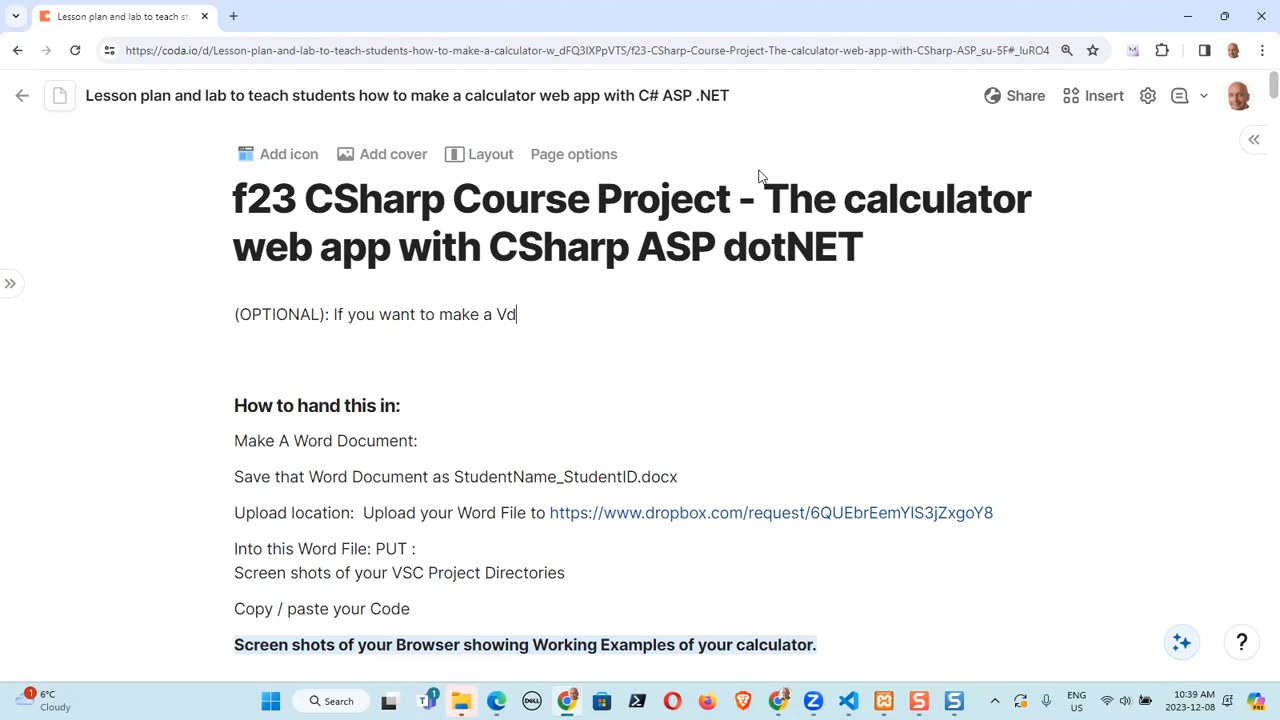 Lesson plan and lab to teach stu
https://coda.io/d/Lesson-plan-and-lab-to-teach-students-how-to-make-a-calculator-w_dFQ3IXPpVTS/f23-CSharp-Course-Project-The-calculator-web-app-with-CSharp-ASP_su-5F#_luRO4
Lesson plan and lab to teach students how to make a calculator web app with C# ASP .NET
Share
Insert
Add icon
Add cover
Layout
Page options
f23 CSharp Course Project - The calculator
web app with CSharp ASP dotNET
(OPTIONAL): If you want to make a Vd
How to hand this in:
Make A Word Document:
Save that Word Document as StudentName_StudentID.docx
Upload location:  Upload your Word File to https://www.dropbox.com/request/6QUEbrEemYIS3jZxgoY8
Into this Word File: PUT :
Screen shots of your VSC Project Directories
Copy / paste your Code
Screen shots of your Browser showing Working Examples of your calculator.
?
1
6°C
Cloudy
Search
1
DELL
ENG
US
10:39 AM
2023-12-08